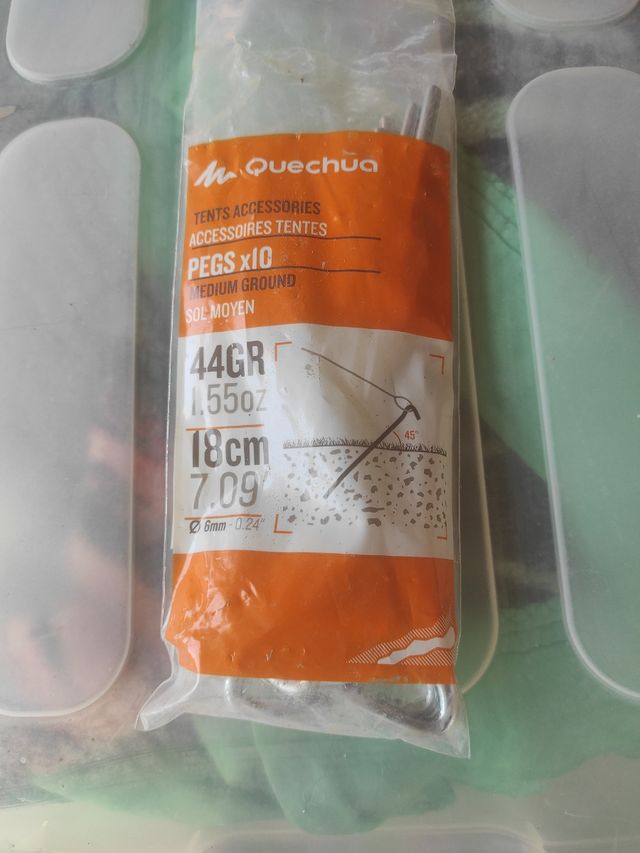 Quechua
TENTS ACCESSORIES
ACCESSOIRES TENTES
PEGS x10
MEDIUM GROUND
SOL MOYEN
44GR
1.55oz
45°
18cm
7.09
Ø 6mm - 0.24"